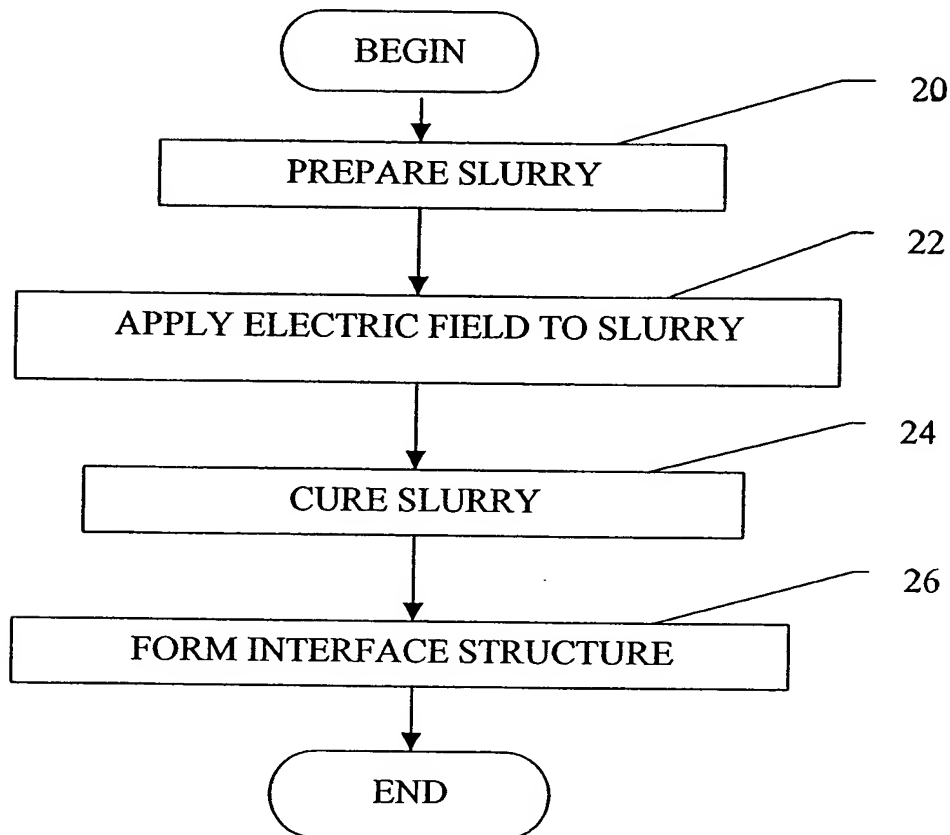 BEGIN
20
PREPARE SLURRY
22
APPLY ELECTRIC FIELD TO SLURRY
24
CURE SLURRY
26
FORM INTERFACE STRUCTURE
END